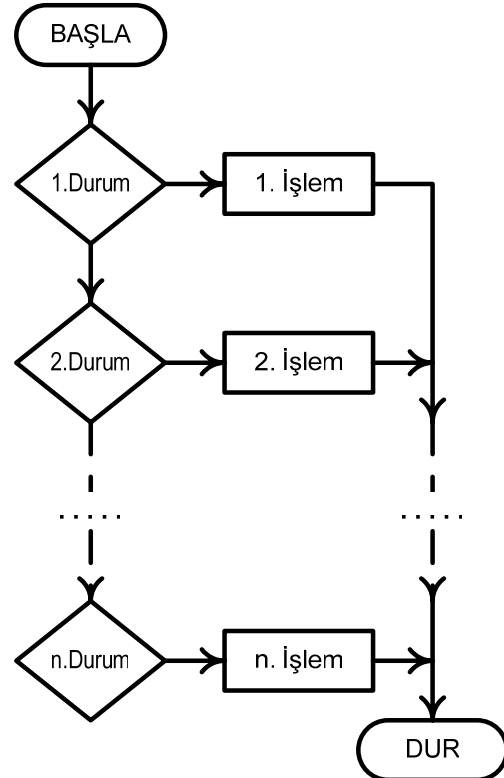 BAŞLA
1.Durum
1. İşlem
2.Durum
2. İşlem
n.Durum
n. İşlem
DUR